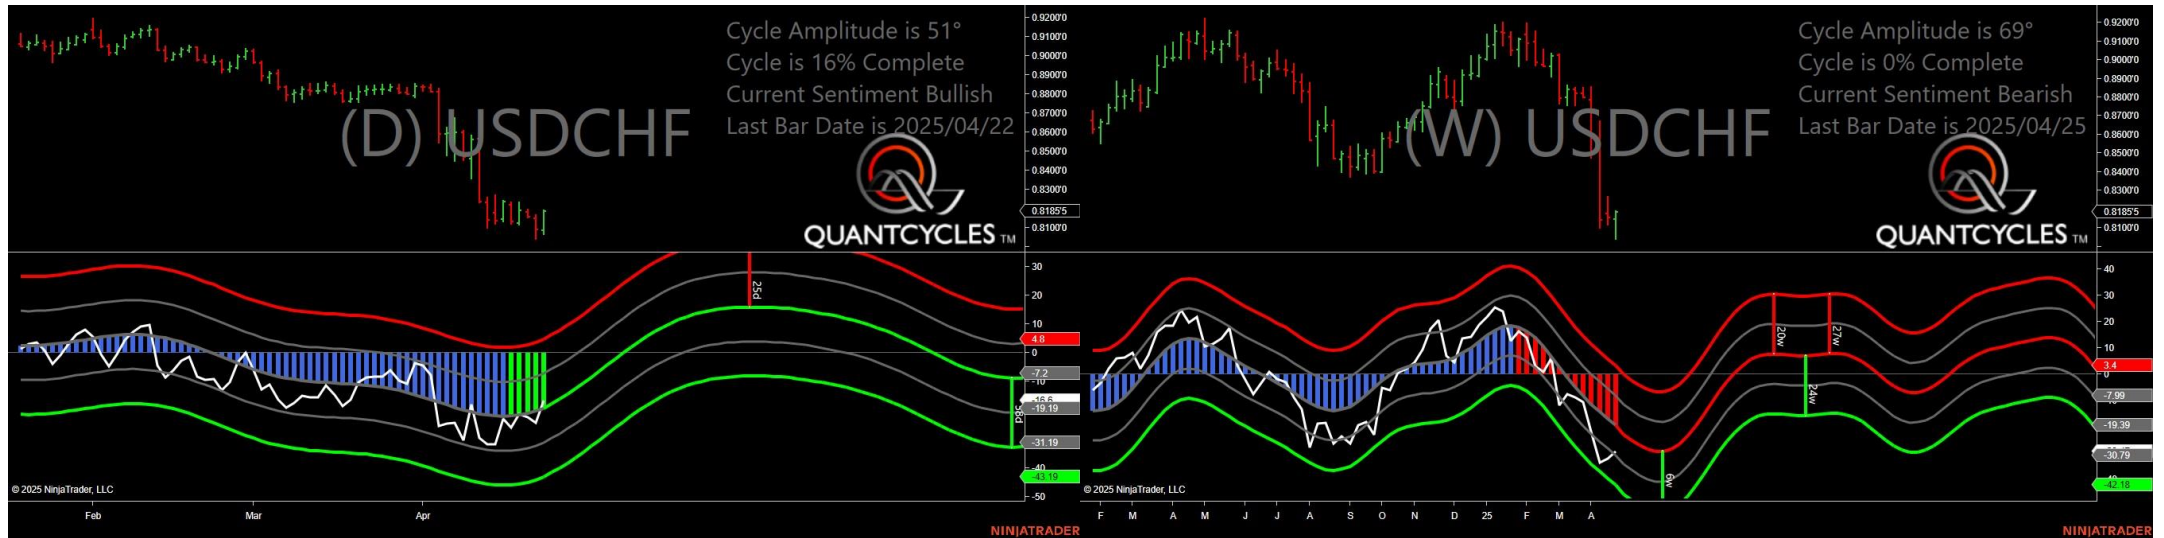 Cycle Amplitude is 51°
Cycle is 16% Complete
Current Sentiment Bullish
Last Bar Date is 2025/04/22
(D) USDCHF
QUANTCYCLES TM
0.9200'0
0.9100'0
0.9000'0
0.8900'0
0.8800'0
0.8700'0
0.8600'0
0.8500'0
0.8400'0
0.8300'0
0.8185'5
0.8100'0
25d
30
20
10
4.8
0
-7.2
-10
-16.6
-19.19
-31.19
-40
-43.19
-50
© 2025 NinjaTrader, LLC
Feb Mar Apr
NINJATRADER
Cycle Amplitude is 69°
Cycle is 0% Complete
Current Sentiment Bearish
Last Bar Date is 2025/04/25
(W) USDCHF
QUANTCYCLES TM
0.9200'0
0.9100'0
0.9000'0
0.8900'0
0.8800'0
0.8700'0
0.8600'0
0.8500'0
0.8400'0
0.8300'0
0.8185'5
0.8100'0
20w
27w
24w
6w
40
30
20
10
3.4
0
-7.99
-19.39
-30.79
-42.18
© 2025 NinjaTrader, LLC
F M A M J J A S O N D 25 F M A
NINJATRADER